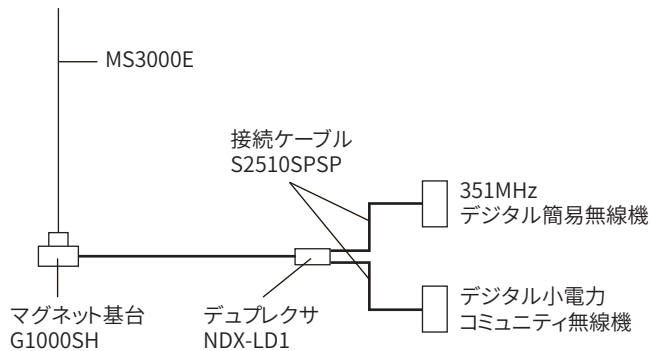 MS3000E
接続ケーブル
S2510SPSP
351MHz
デジタル簡易無線機
マグネット基台
G1000SH
デュプレクサ
NDX-LD1
デジタル小電力
コミュニティ無線機